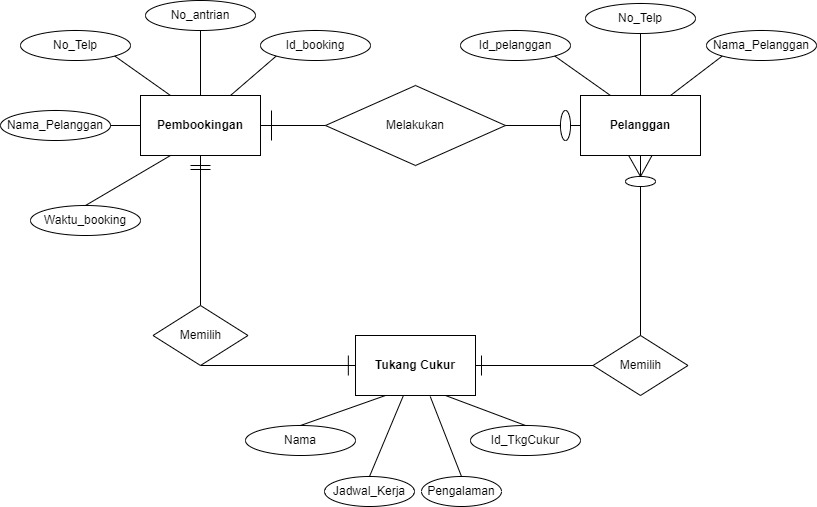 No_antrian
No_Telp
Id_booking
Id_pelanggan
No_Telp
Nama_Pelanggan
Nama_Pelanggan
Pembookingan
Melakukan
Pelanggan
Waktu_booking
Memilih
Tukang Cukur
Memilih
Nama
Id_TkgCukur
Jadwal_Kerja
Pengalaman